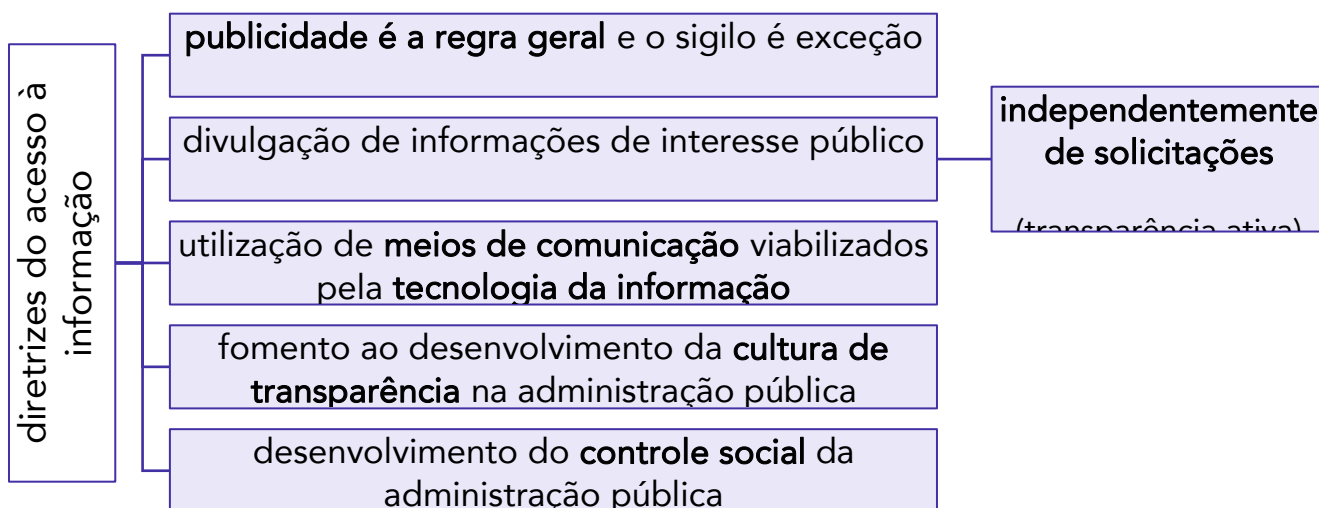 diretrizes do acesso à
informação
publicidade é a regra geral e o sigilo é exceção
divulgação de informações de interesse público
independentemente
de solicitações
(transparência ativa)
utilização de meios de comunicação viabilizados
pela tecnologia da informação
fomento ao desenvolvimento da cultura de
transparência na administração pública
desenvolvimento do controle social da
administração pública